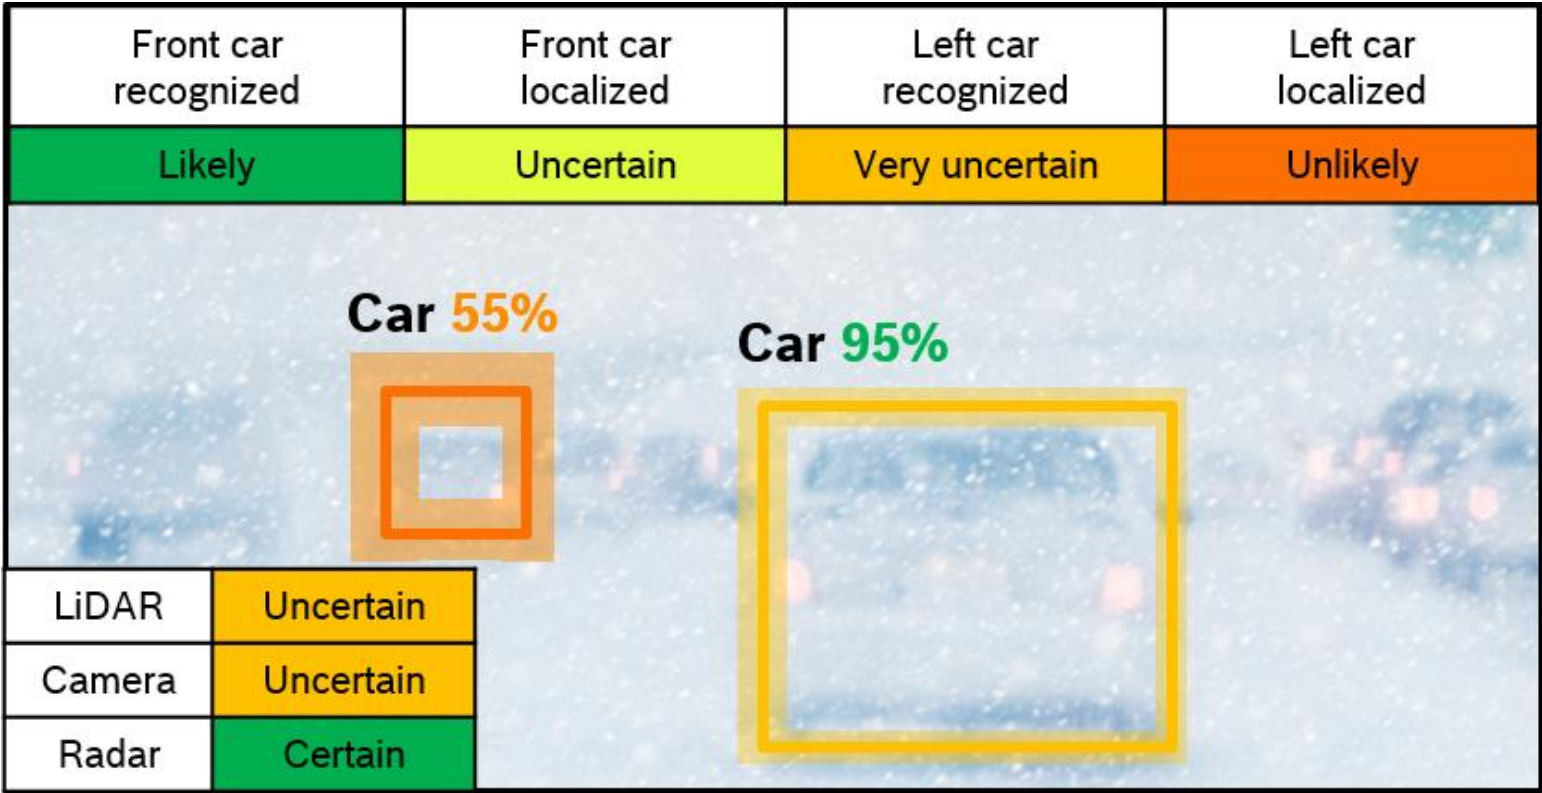 Front car
recognized
Front car
localized
Left car
recognized
Left car
localized
Likely
Uncertain
Very uncertain
Unlikely
Car 55%
Car 95%
LiDAR
Uncertain
Camera
Uncertain
Radar
Certain